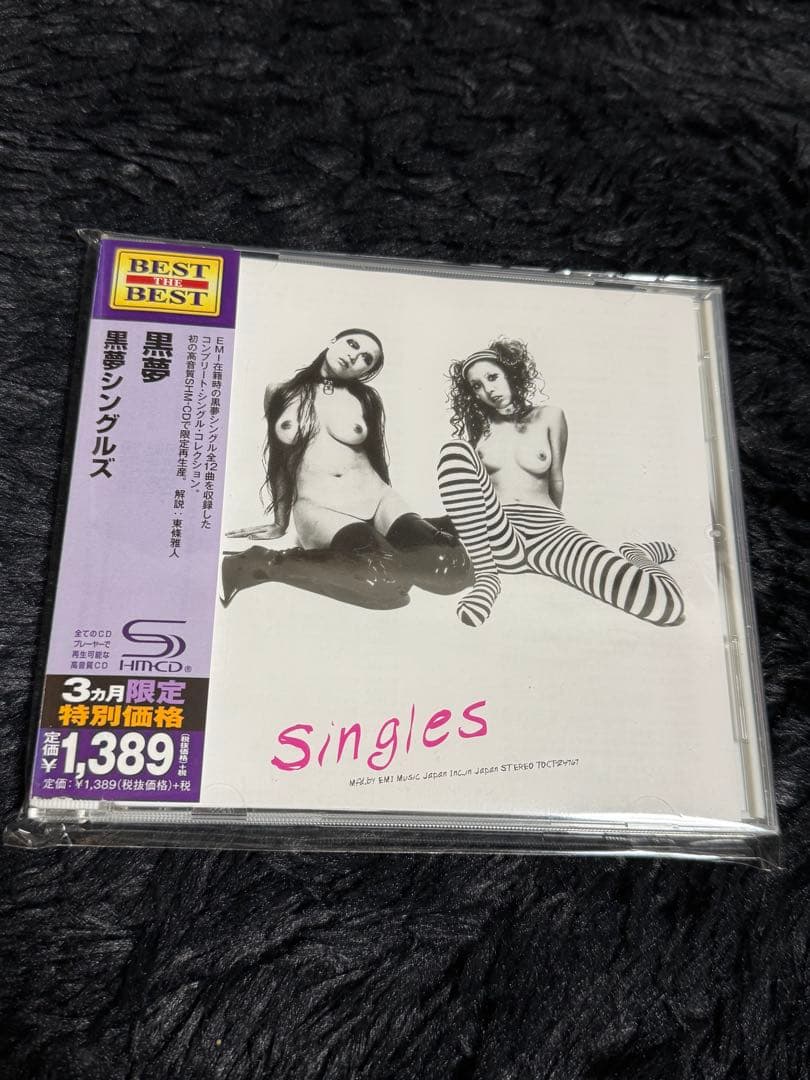 BEST
THE
BEST
黒夢
黒夢シングルズ
EMI在籍時の黒夢シングル全12曲を収録した
コンプリート・シングル・コレクション。
初の高音質SHM-CDで限定再生産。 解説：東條雅人
全てのCD
プレーヤーで
再生可能な
高音質CD
SHM-CD®
3ヵ月限定
特別価格
定価¥1,389(税抜価格)+税
定価：¥1,389(税抜価格)+税
Singles
Mfd.by EMI Music Japan Inc.,in Japan STEREO TOCT-24767